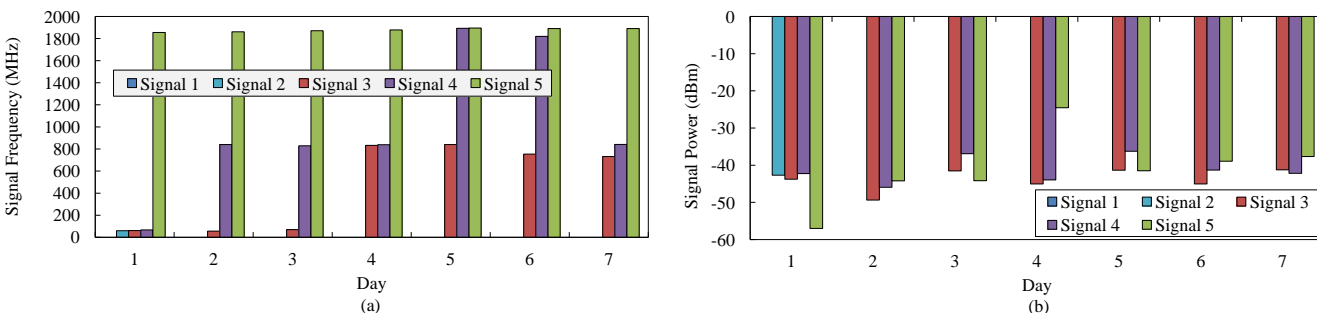 2000
1800
1600
1400
1200
1000
800
600
400
200
0
Signal Frequency (MHz)
Signal 1 Signal 2 Signal 3 Signal 4 Signal 5
1 2 3 4 5 6 7
Day
(a)
0
-10
-20
-30
-40
-50
-60
Signal Power (dBm)
Signal 1 Signal 2 Signal 3
Signal 4 Signal 5
1 2 3 4 5 6 7
Day
(b)